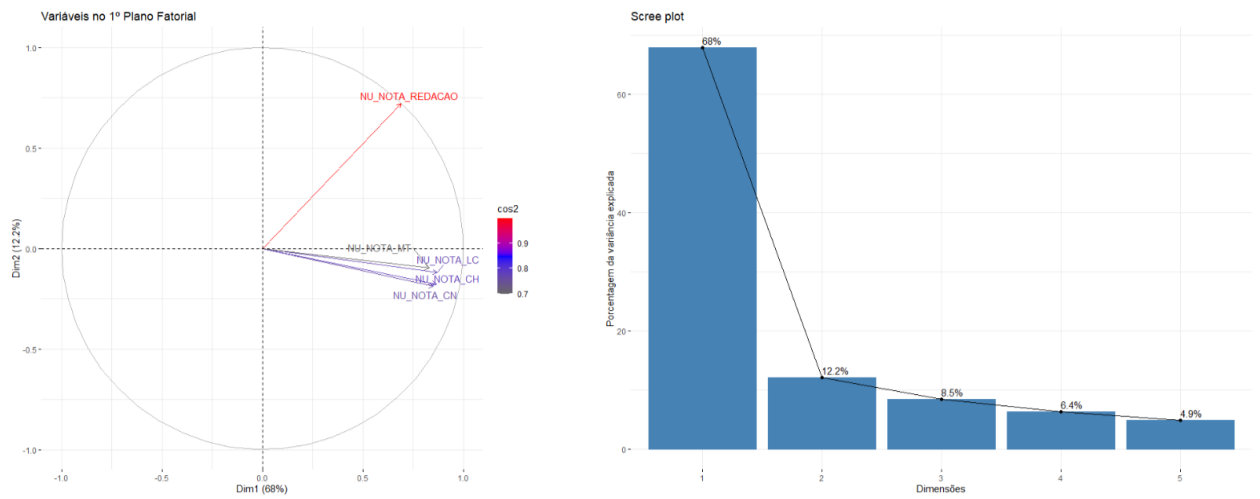 Variáveis no 1º Plano Fatorial
1.0
0.5
0.0
-0.5
-1.0
Dim2 (12.2%)
NU_NOTA_REDACAO
NU_NOTA_MT
NU_NOTA_LC
NU_NOTA_CH
NU_NOTA_CN
-1.0
-0.5
0.0
0.5
1.0
Dim1 (68%)
cos2
0.9
0.8
0.7
Scree plot
Porcentagem da variância explicada
60
40
20
0
68%
12.2%
8.5%
6.4%
4.9%
1
2
3
4
5
Dimensões